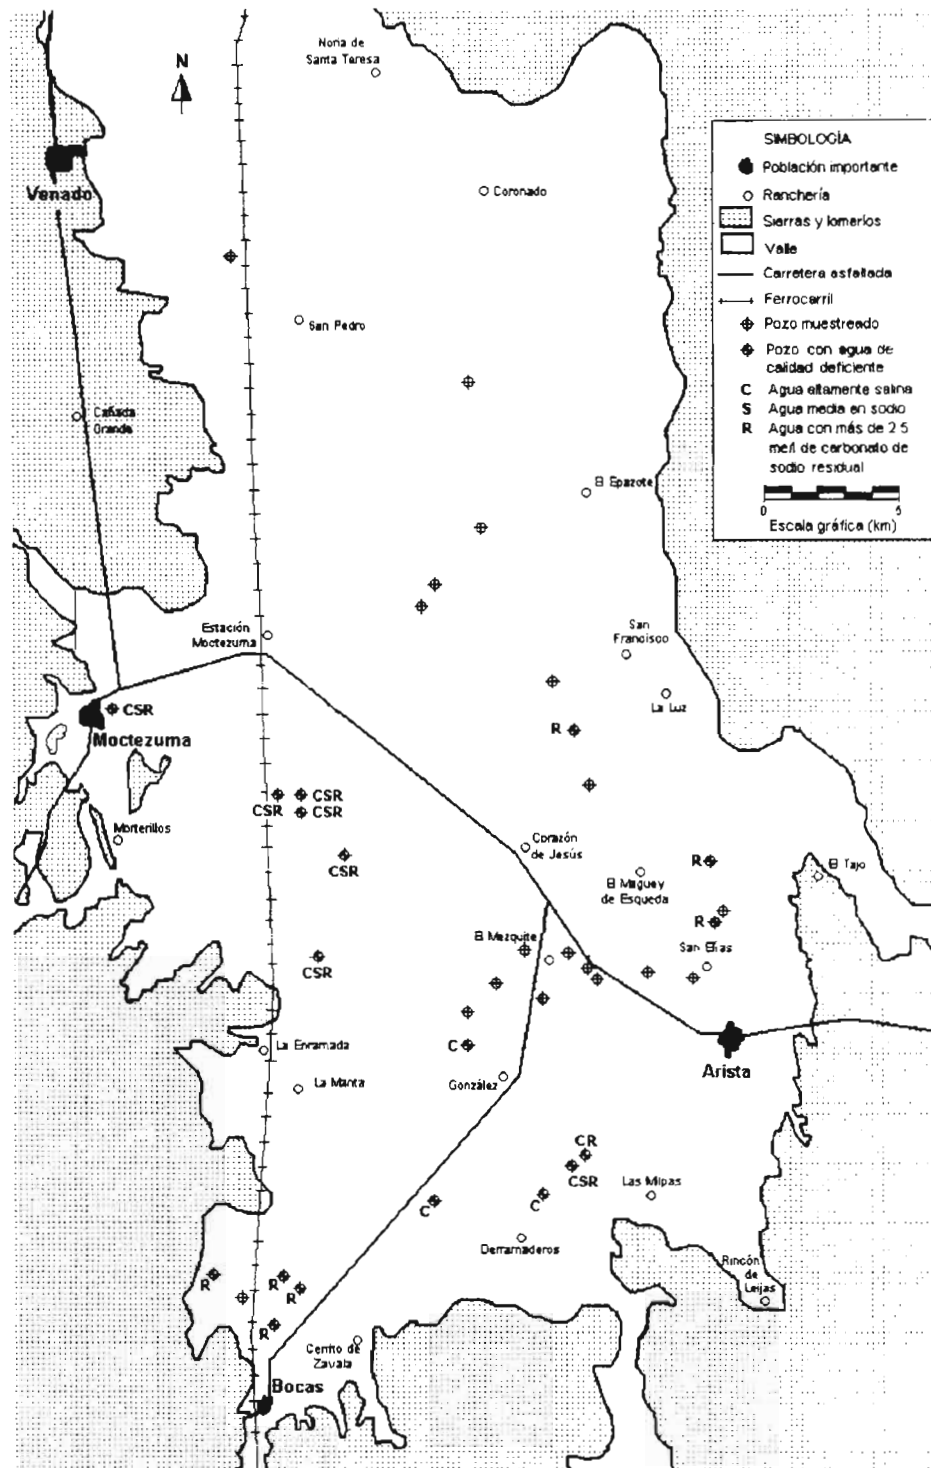 Noria de
Santa Teresa
N
SIMBOLOGÍA
Población importante
Ranchería
Sierras y lomeríos
Valle
Carretera asfaltada
Ferrocarril
Pozo muestreado
Pozo con agua de
calidad deficiente
C Agua altamente salina
S Agua media en sodio
R Agua con más de 2.5
me/l de carbonato de
sodio residual
0 5
Escala gráfica (km)
Venado
Coronado
San Pedro
Cañada
Grande
El Epazote
Estación
Moctezuma
San
Francisco
La Luz
CSR
Moctezuma
R
CSR
CSR CSR
Morterillos
CSR
Corazón
de Jesús
R
El Tajo
El Maguey
de Esqueda
R
El Mezquite
San Elías
CSR
La Enramada
C
Arista
La Manta
González
CR
CSR
Las Milpas
C
C
Derramaderos
Rincón
de
Leijas
R
R
R
R
Cerrito de
Zavala
Bocas